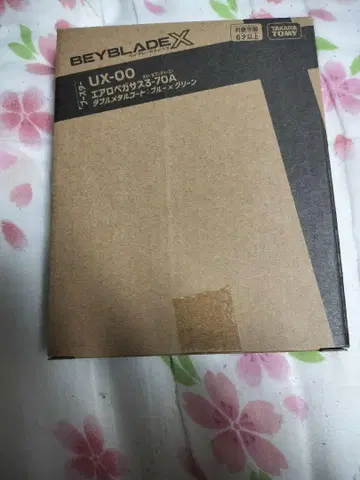 BEYBLADE X
対象年齢
6才以上
TAKARA
TOMY
ブースター
UX-00
エアロペガサス3-70A
ダブルメタルコート:ブルー×グリーン